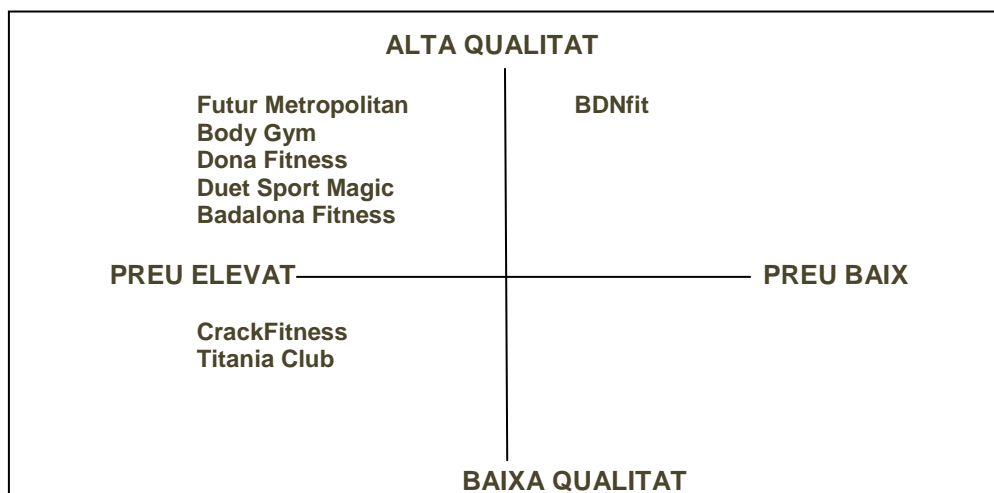 ALTA QUALITAT
Futur Metropolitan
BDNfit
Body Gym
Dona Fitness
Duet Sport Magic
Badalona Fitness
PREU ELEVAT
PREU BAIX
CrackFitness
Titania Club
BAIXA QUALITAT